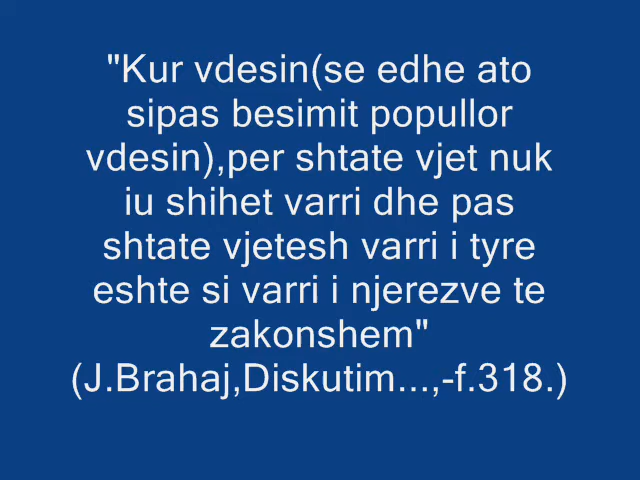 "Kur vdesin(se edhe ato
sipas besimit popullor
vdesin),per shtate vjet nuk
iu shihet varri dhe pas
shtate vjetesh varri i tyre
eshte si varri i njerezve te
zakonshem"
(J.Brahaj,Diskutim...,-f.318.)